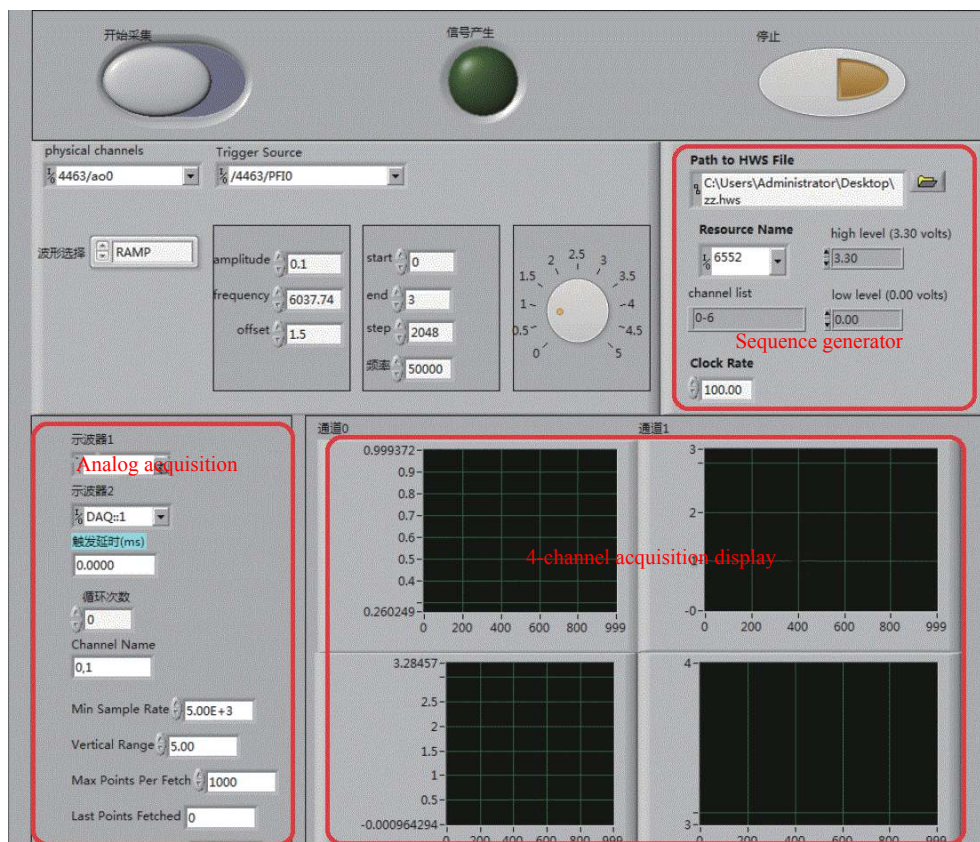 开始采集
信号产生
停止
physical channels
Trigger Source
4463/ao0
/4463/PFI0
波形选择
RAMP
amplitude
0.1
frequency
6037.74
offset
1.5
start
0
end
3
step
2048
频率
50000
0
0.5
1
1.5
2
2.5
3
3.5
4
4.5
5
Path to HWS File
C:\Users\Administrator\Desktop\
zz.hws
Resource Name
high level (3.30 volts)
6552
3.30
channel list
low level (0.00 volts)
0-6
0.00
Sequence generator
Clock Rate
100.00
示波器1
Analog acquisition
示波器2
DAQ::1
触发延时(ms)
0.0000
循环次数
0
Channel Name
0,1
Min Sample Rate
5.00E+3
Vertical Range
5.00
Max Points Per Fetch
1000
Last Points Fetched
0
通道0
通道1
0.999372
0.9
0.8
0.7
0.6
0.5
0.4
0.260249
0 200 400 600 800 999
3
2
1
-0
0 200 400 600 800 999
4-channel acquisition display
3.28457
2.5
2
1.5
1
0.5
-0.000964294
0 200 400 600 800 999
4
3
0 200 400 600 800 999